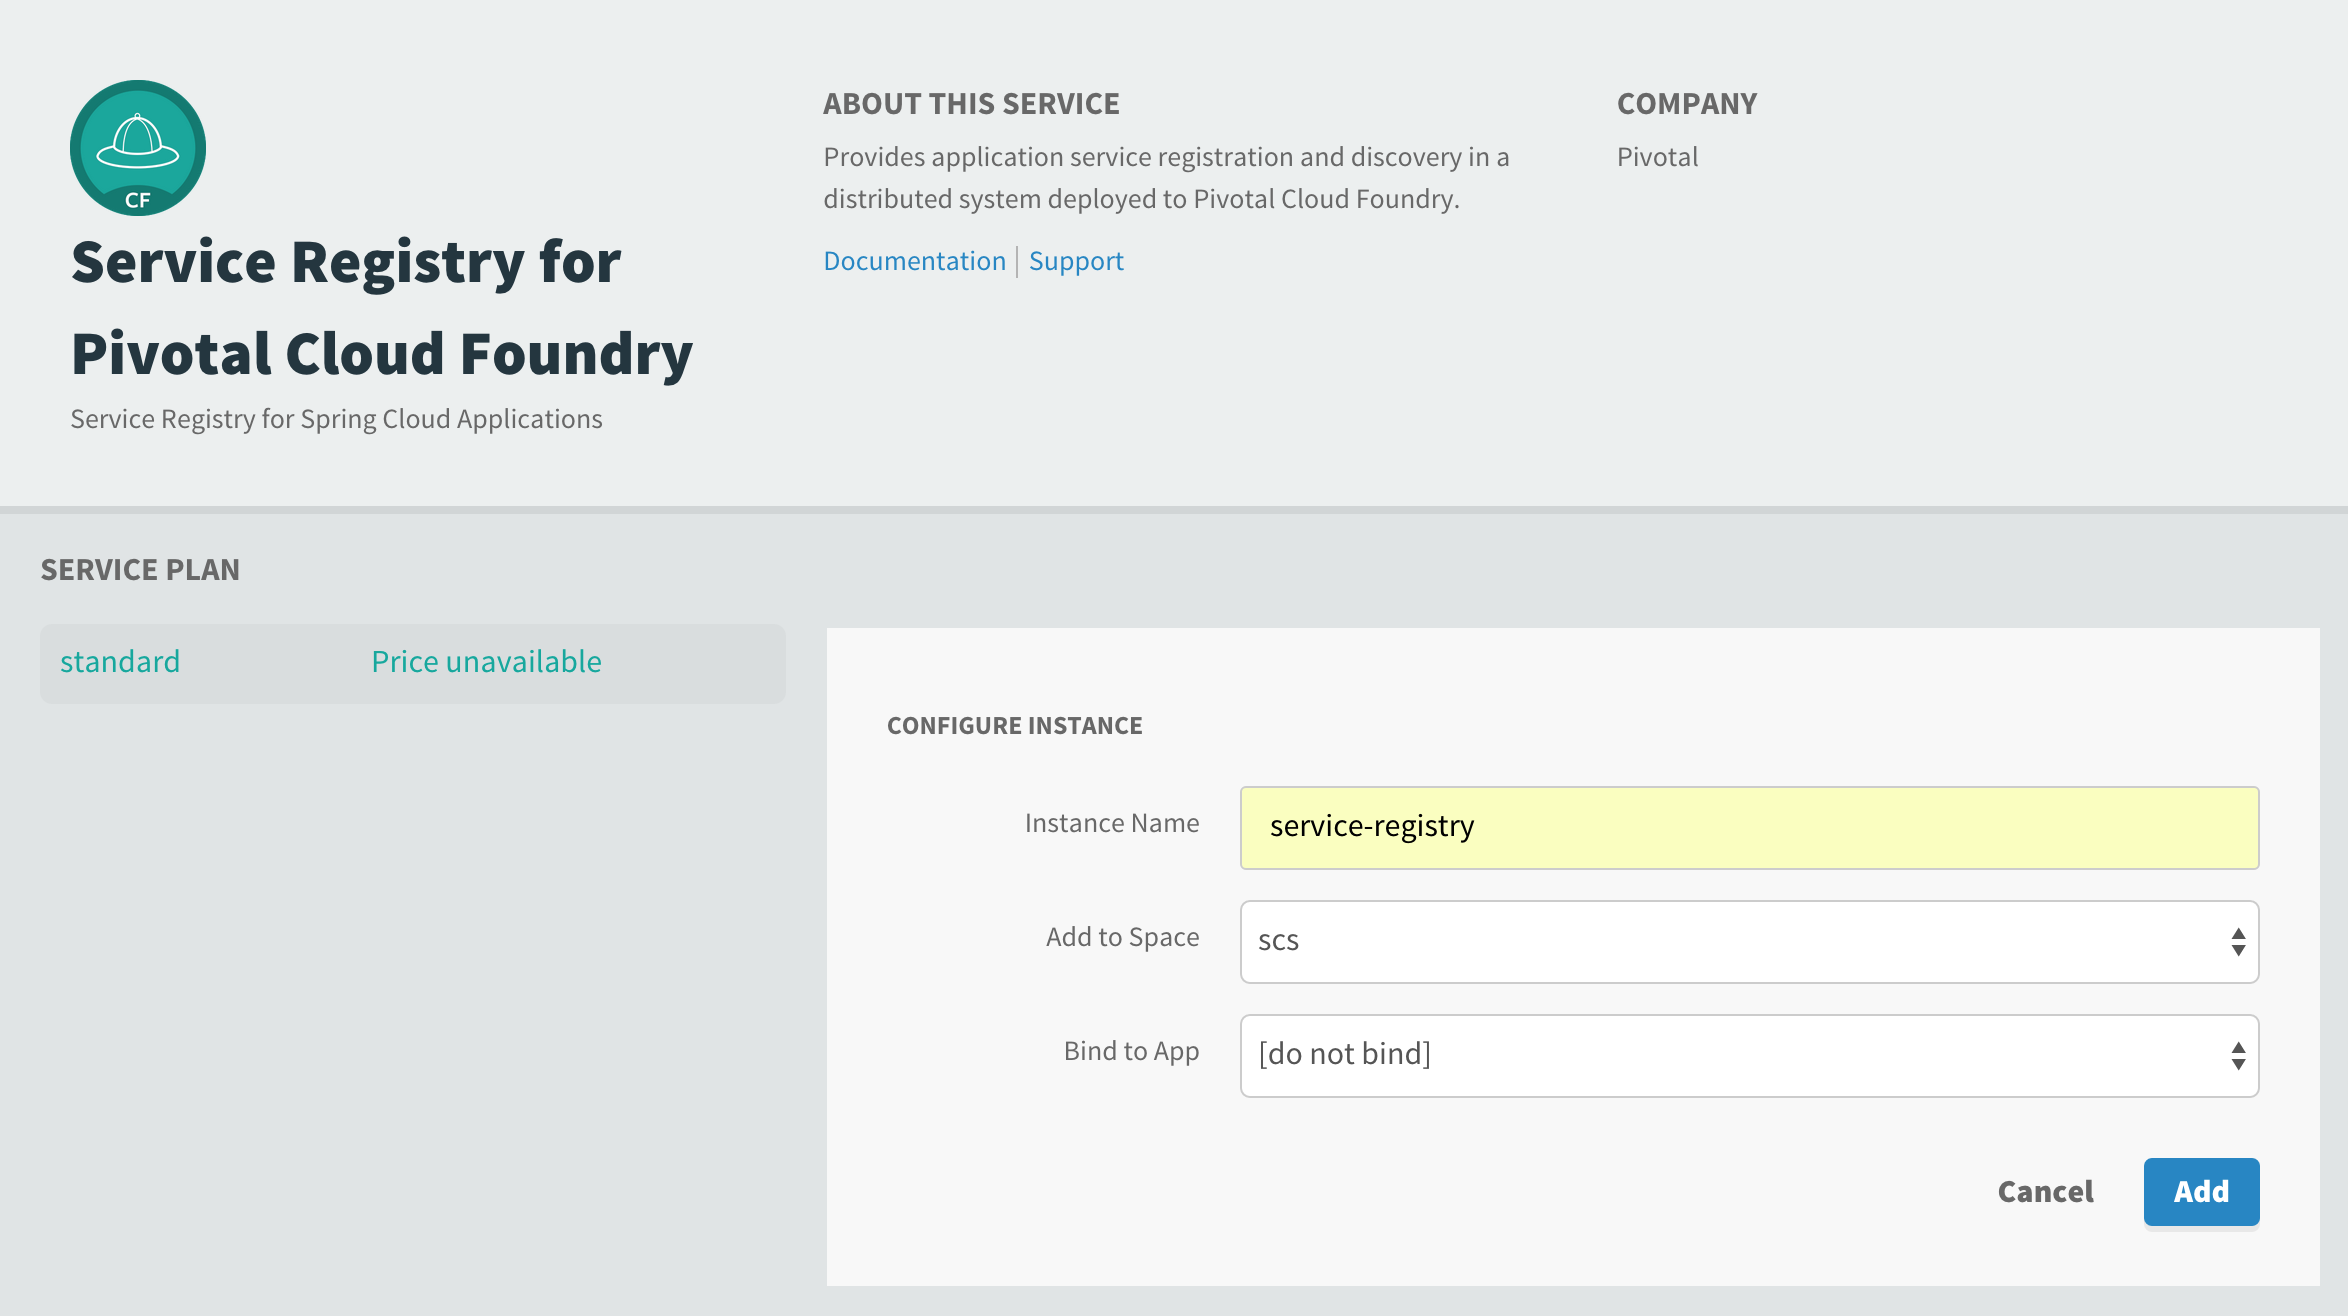 CF
Service Registry for
Pivotal Cloud Foundry
Service Registry for Spring Cloud Applications
ABOUT THIS SERVICE
Provides application service registration and discovery in a
distributed system deployed to Pivotal Cloud Foundry.
Documentation | Support
COMPANY
Pivotal
SERVICE PLAN
standard Price unavailable
CONFIGURE INSTANCE
Instance Name service-registry
Add to Space scs
Bind to App [do not bind]
Cancel Add